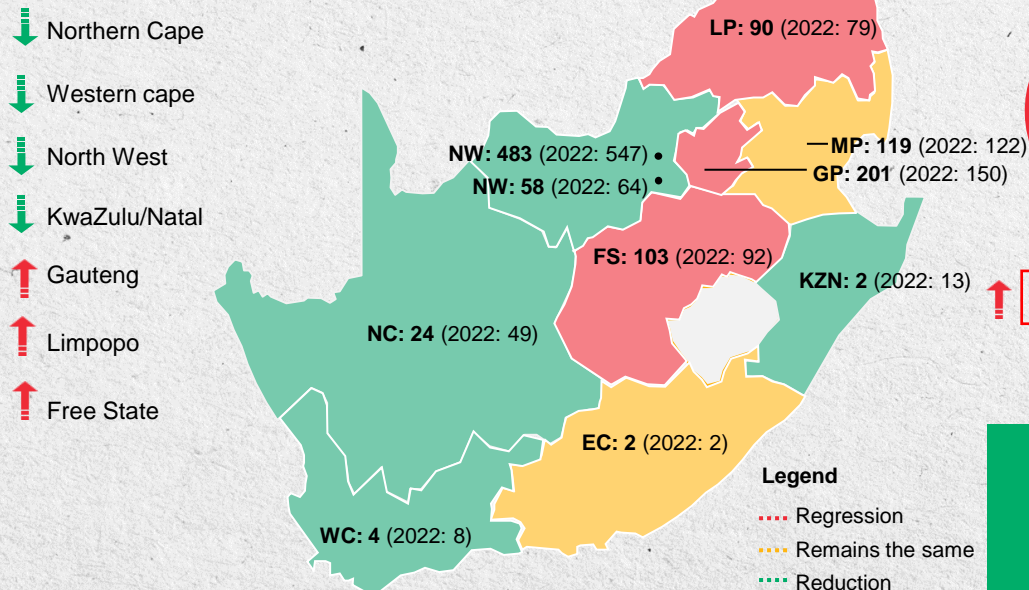 Northern Cape
Western cape
North West
KwaZulu/Natal
Gauteng
Limpopo
Free State
LP: 90 (2022: 79)
MP: 119 (2022: 122)
NW: 483 (2022: 547)
GP: 201 (2022: 150)
NW: 58 (2022: 64)
FS: 103 (2022: 92)
KZN: 2 (2022: 13)
NC: 24 (2022: 49)
EC: 2 (2022: 2)
WC: 4 (2022: 8)
Legend
Regression
Remains the same
Reduction